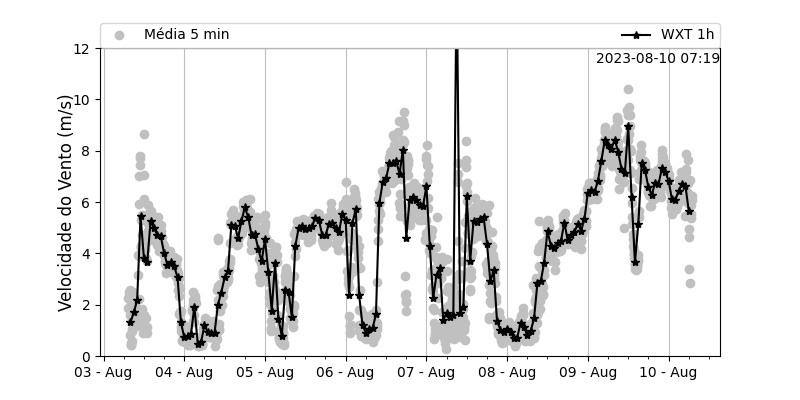 Média 5 min
WXT 1h
2023-08-10 07:19
Velocidade do Vento (m/s)
12
10
8
6
4
2
0
03 - Aug
04 - Aug
05 - Aug
06 - Aug
07 - Aug
08 - Aug
09 - Aug
10 - Aug